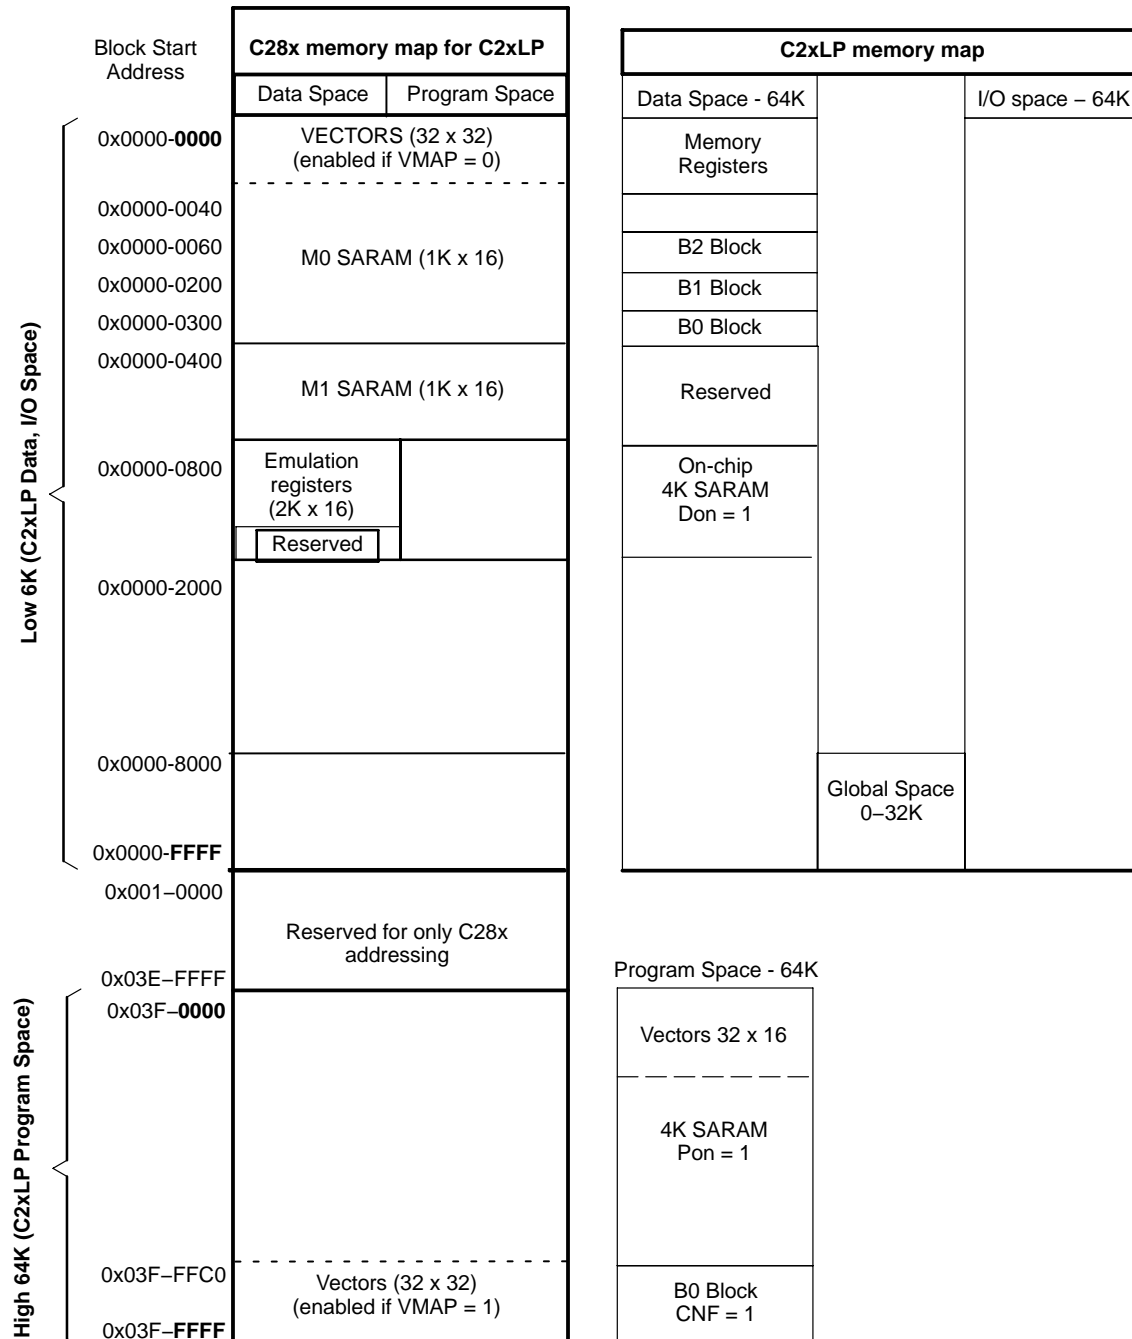 Block Start
Address
C28x memory map for C2xLP
Data Space
Program Space
C2xLP memory map
Data Space - 64K
I/O space – 64K
Low 6K (C2xLP Data, I/O Space)
0x0000-0000
VECTORS (32 x 32)
(enabled if VMAP = 0)
Memory
Registers
0x0000-0040
0x0000-0060
M0 SARAM (1K x 16)
B2 Block
0x0000-0200
B1 Block
0x0000-0300
B0 Block
0x0000-0400
M1 SARAM (1K x 16)
Reserved
0x0000-0800
Emulation
registers
(2K x 16)
Reserved
On-chip
4K SARAM
Don = 1
0x0000-2000
0x0000-8000
Global Space
0–32K
0x0000-FFFF
0x001–0000
Reserved for only C28x
addressing
0x03E–FFFF
Program Space - 64K
High 64K (C2xLP Program Space)
0x03F–0000
Vectors 32 x 16
4K SARAM
Pon = 1
0x03F–FFC0
Vectors (32 x 32)
(enabled if VMAP = 1)
B0 Block
CNF = 1
0x03F–FFFF